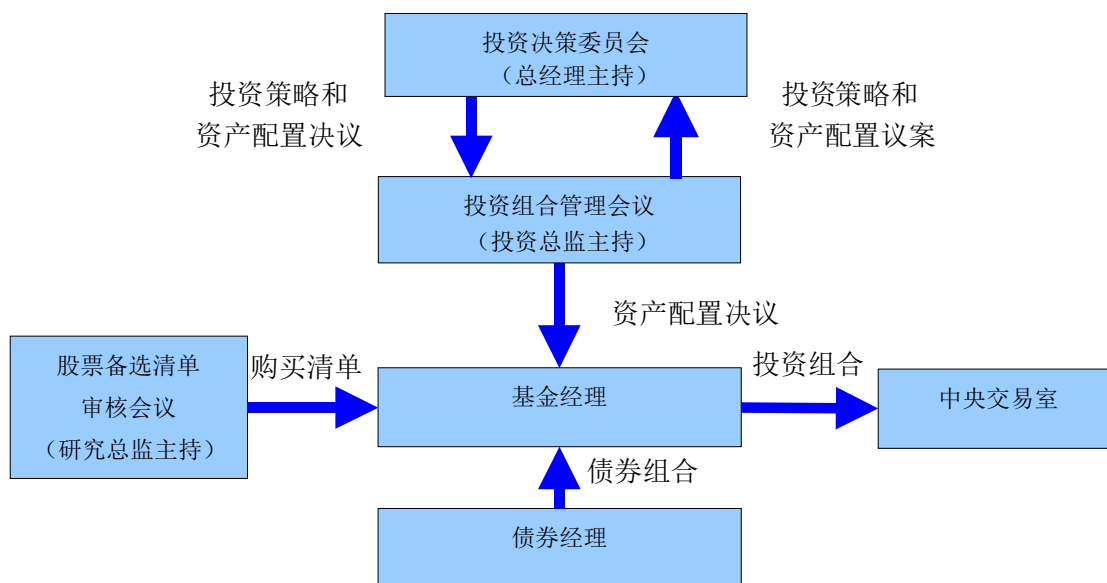 投资决策委员会
（总经理主持）
投资策略和
资产配置决议
投资策略和
资产配置议案
投资组合管理会议
（投资总监主持）
资产配置决议
股票备选清单
审核会议
（研究总监主持）
购买清单
基金经理
投资组合
中央交易室
债券组合
债券经理